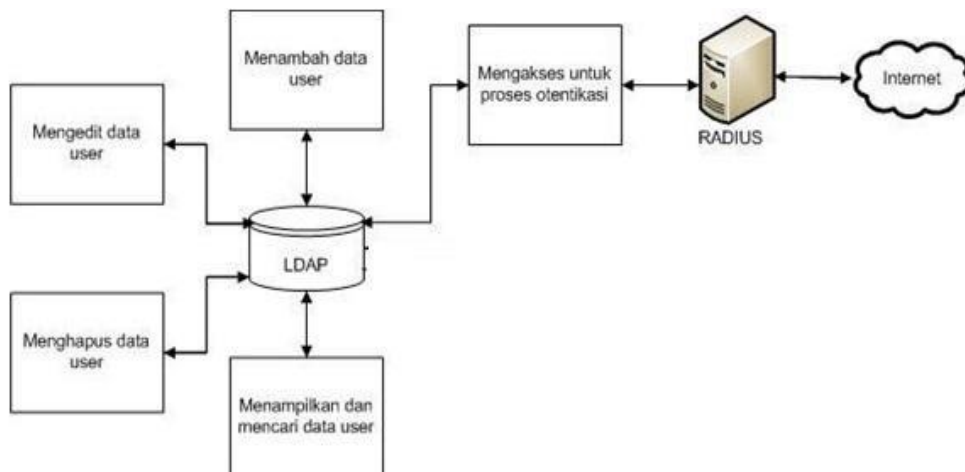 Menambah data
user
Mengakses untuk
proses otentikasi
RADIUS
Internet
Mengedit data
user
LDAP
Menghapus data
user
Menampilkan dan
mencari data user